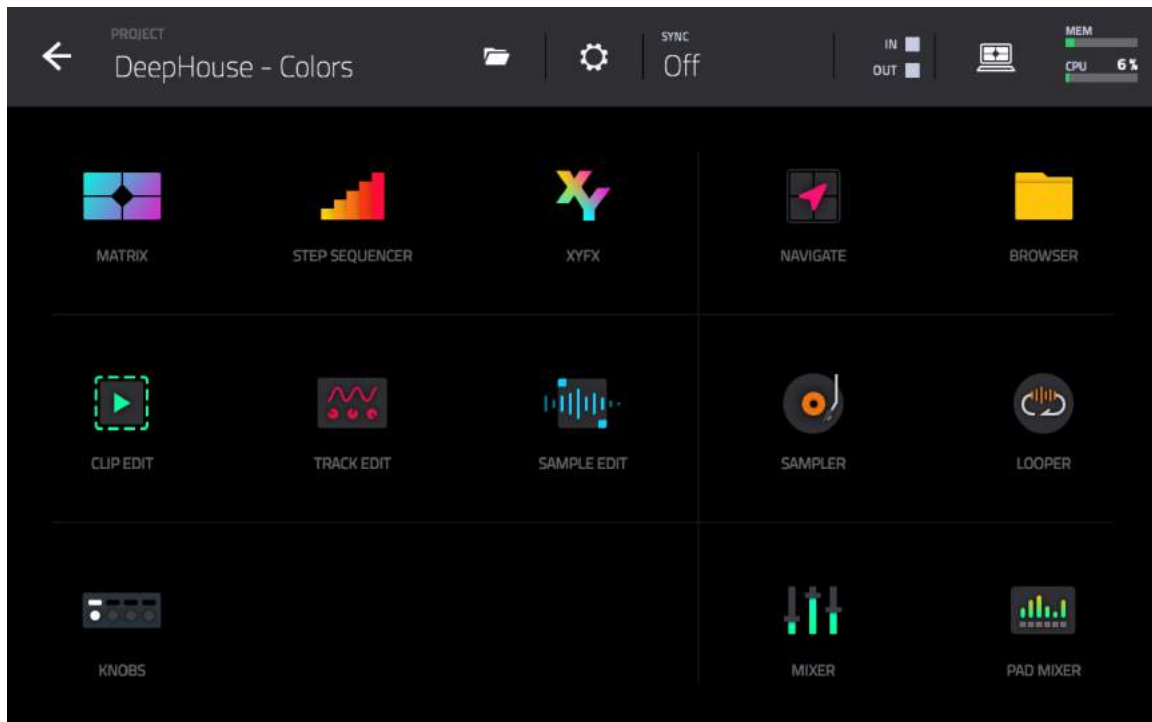 PROJECT
DeepHouse - Colors
SYNC
Off
IN
OUT
MEM
CPU 6%
MATRIX
STEP SEQUENCER
XYFX
NAVIGATE
BROWSER
CLIP EDIT
TRACK EDIT
SAMPLE EDIT
SAMPLER
LOOPER
KNOBS
MIXER
PAD MIXER